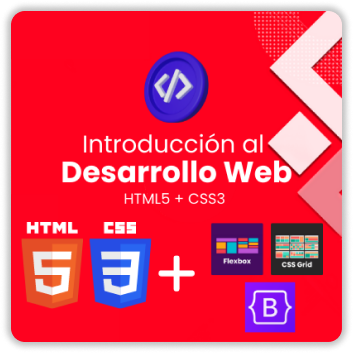 </>
Introducción al
Desarrollo Web
HTML5 + CSS3
HTML CSS
5 3 +
Flexbox CSS Grid
{B}